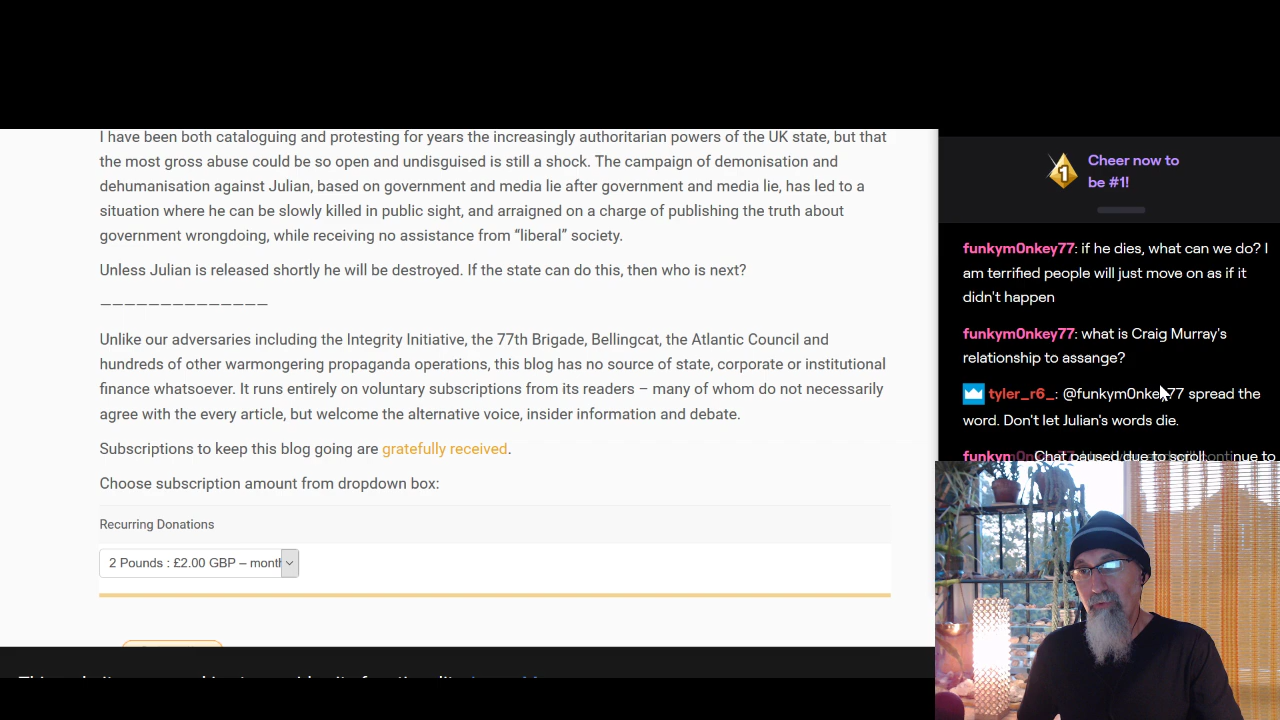 I have been both cataloguing and protesting for years the increasingly authoritarian powers of the UK state, but that
the most gross abuse could be so open and undisguised is still a shock. The campaign of demonisation and
dehumanisation against Julian, based on government and media lie after government and media lie, has led to a
situation where he can be slowly killed in public sight, and arraigned on a charge of publishing the truth about
government wrongdoing, while receiving no assistance from “liberal” society.
Unless Julian is released shortly he will be destroyed. If the state can do this, then who is next?
——————————————
Unlike our adversaries including the Integrity Initiative, the 77th Brigade, Bellingcat, the Atlantic Council and
hundreds of other warmongering propaganda operations, this blog has no source of state, corporate or institutional
finance whatsoever. It runs entirely on voluntary subscriptions from its readers – many of whom do not necessarily
agree with the every article, but welcome the alternative voice, insider information and debate.
Subscriptions to keep this blog going are gratefully received.
Choose subscription amount from dropdown box:
Recurring Donations
2 Pounds : £2.00 GBP – month
1
Cheer now to
be #1!
funkym0nkey77: if he dies, what can we do? I
am terrified people will just move on as if it
didn't happen
funkym0nkey77: what is Craig Murray's
relationship to assange?
tyler_r6_: @funkym0nkey77 spread the
word. Don't let Julian's words die.
Chat paused due to scroll